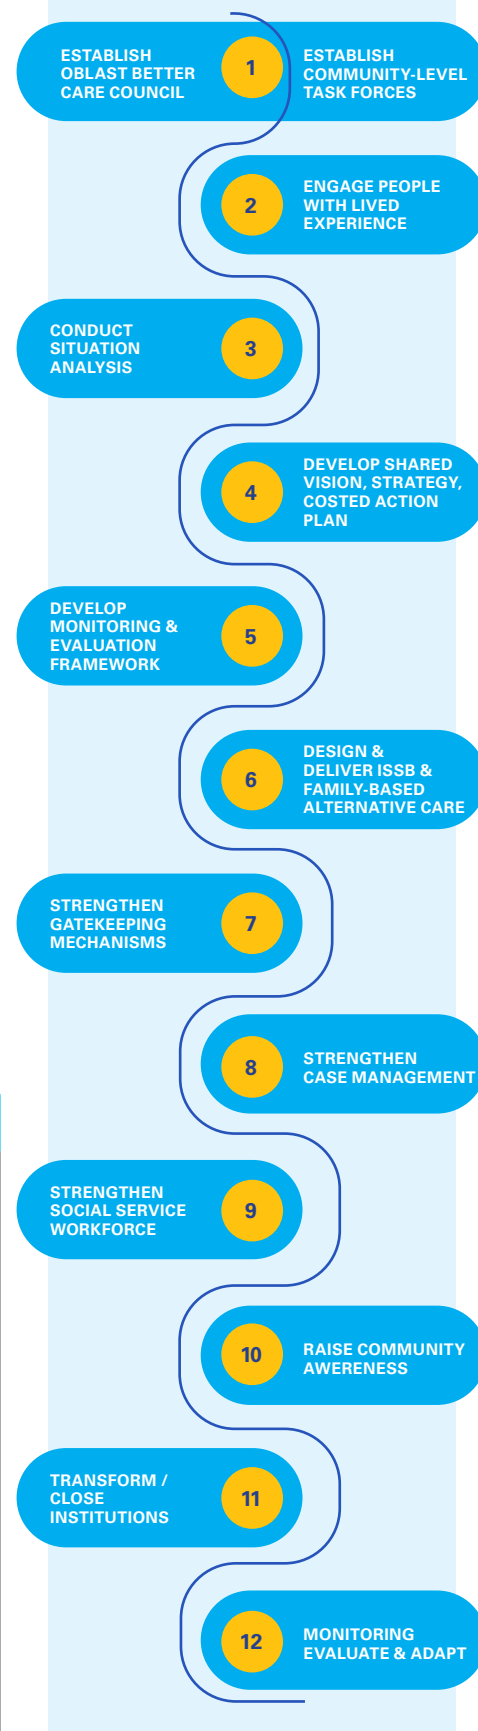 ESTABLISH
OBLAST BETTER
CARE COUNCIL
1
ESTABLISH
COMMUNITY-LEVEL
TASK FORCES
2
ENGAGE PEOPLE
WITH LIVED
EXPERIENCE
CONDUCT
SITUATION
ANALYSIS
3
4
DEVELOP SHARED
VISION, STRATEGY,
COSTED ACTION
PLAN
DEVELOP
MONITORING &
EVALUATION
FRAMEWORK
5
6
DESIGN &
DELIVER ISSB &
FAMILY-BASED
ALTERNATIVE CARE
STRENGTHEN
GATEKEEPING
MECHANISMS
7
8
STRENGTHEN
CASE MANAGEMENT
STRENGTHEN
SOCIAL SERVICE
WORKFORCE
9
10
RAISE COMMUNITY
AWERENESS
TRANSFORM /
CLOSE
INSTITUTIONS
11
12
MONITORING
EVALUATE & ADAPT